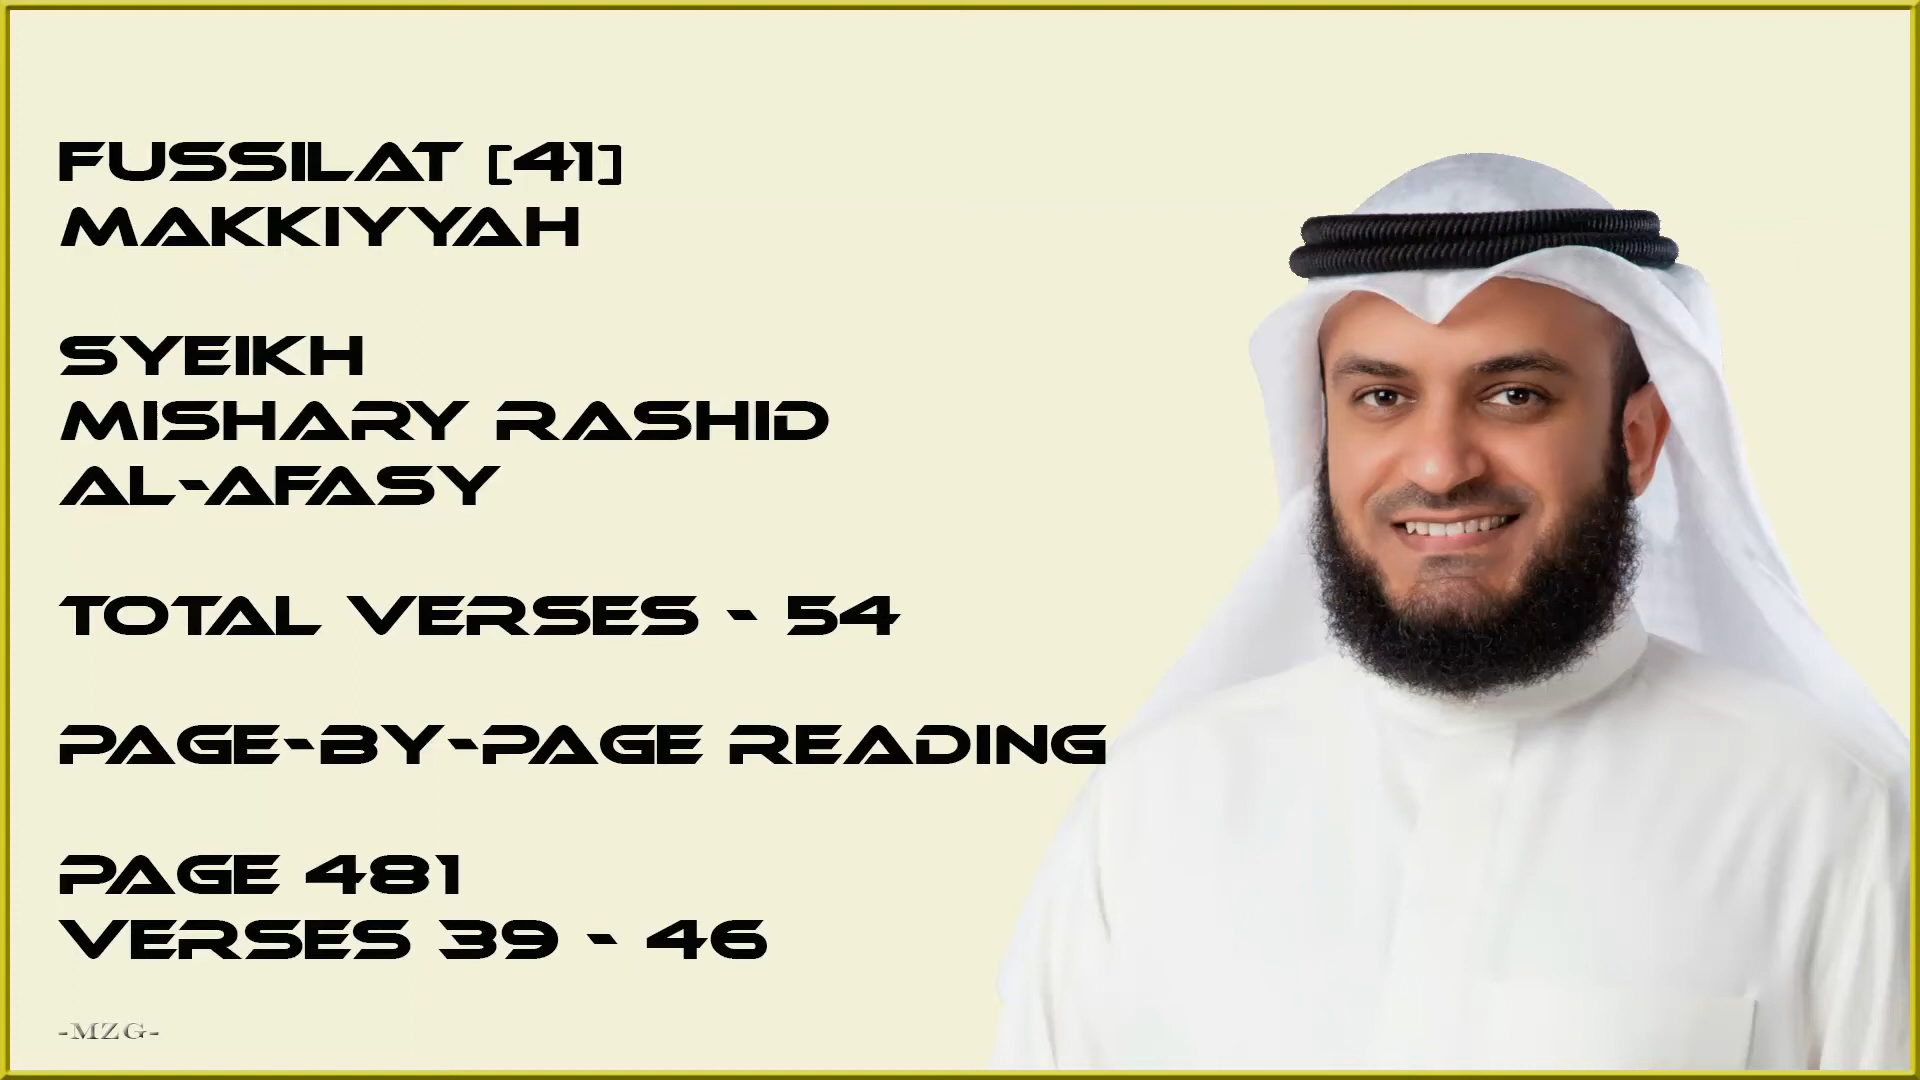 FUSSILAT [41]
MAKKIYYAH
SYEIKH
MISHARY RASHID
AL-AFASY
TOTAL VERSES - 54
PAGE-BY-PAGE READING
PAGE 481
VERSES 39 - 46
-MZG-